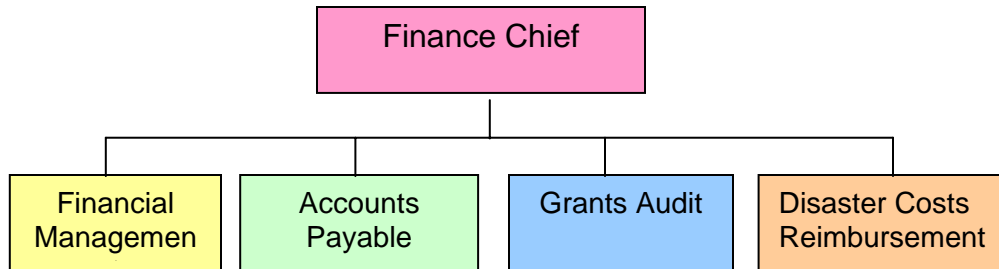 Finance Chief
Financial
Managemen
Accounts
Payable
Grants Audit
Disaster Costs
Reimbursement